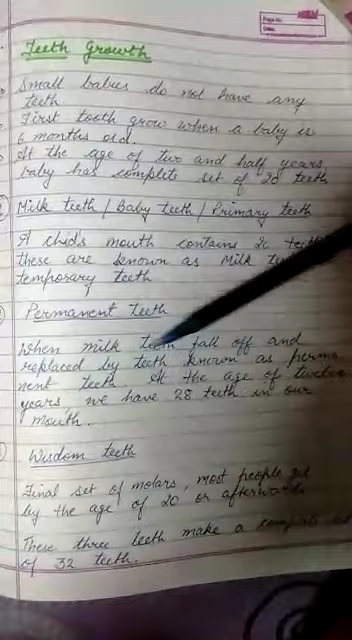 Page No.
Date:
Teeth Growth
Small babies do not have any
teeth
First tooth grow when a baby is
6 months old.
At the age of two and half years,
baby has complete set of 20 teeth
Milk teeth / Baby teeth / Primary teeth
A child's mouth contains 20 teeth
these are known as Milk
temporary teeth
Permanent teeth
When milk teeth fall off and
replaced by teeth known as perma
nent teeth At the age of twelve
years, we have 28 teeth in our
mouth.
Wisdom teeth
Final set of molars, most people get
by the age of 20 or afterwards
These three teeth make a complete set
of 32 teeth.